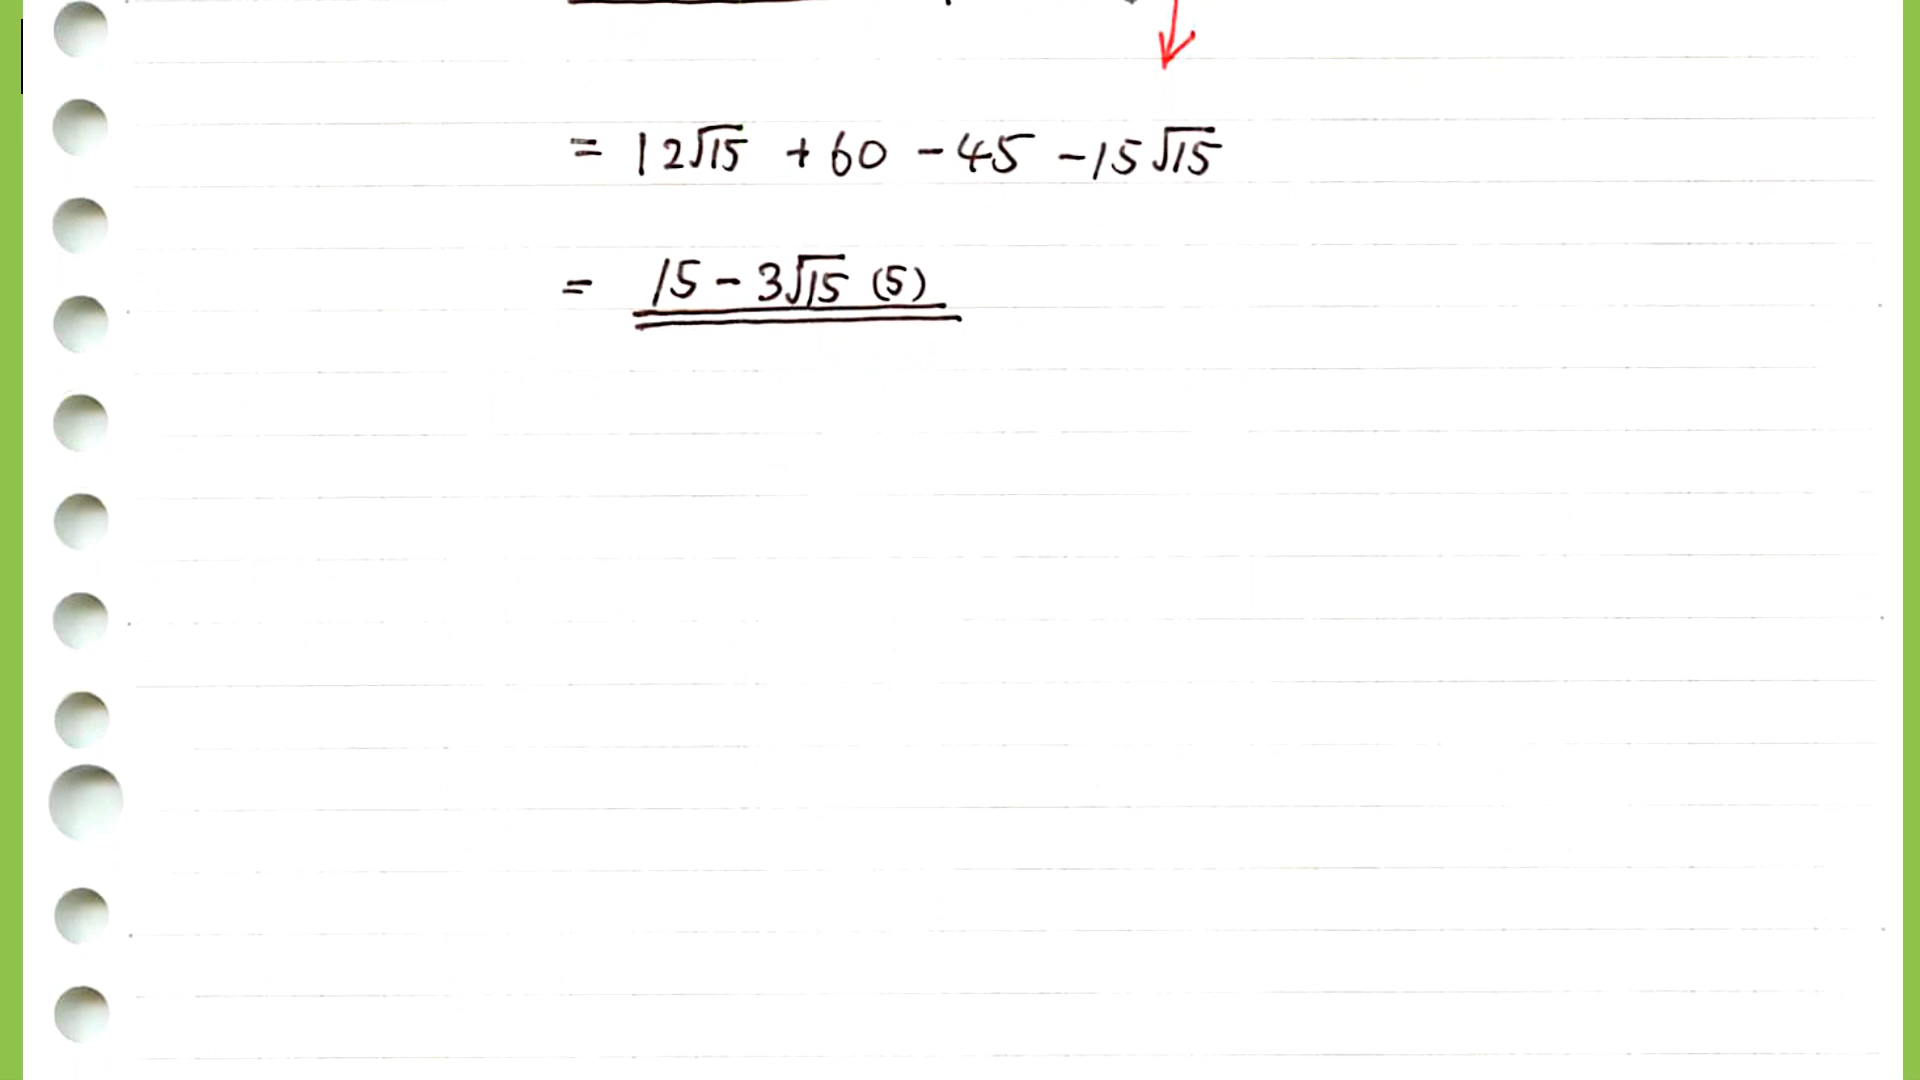 = 12√15 + 60 - 45 - 15√15
= 15 - 3√15 (5)